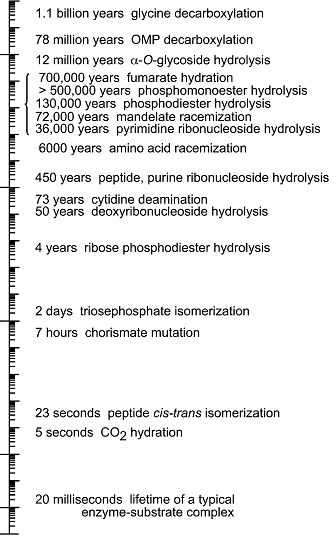 1.1 billion years glycine decarboxylation
78 million years OMP decarboxylation
12 million years α-O-glycoside hydrolysis
700,000 years fumarate hydration
> 500,000 years phosphomonoester hydrolysis
130,000 years phosphodiester hydrolysis
72,000 years mandelate racemization
36,000 years pyrimidine ribonucleoside hydrolysis
6000 years amino acid racemization
450 years peptide, purine ribonucleoside hydrolysis
73 years cytidine deamination
50 years deoxyribonucleoside hydrolysis
4 years ribose phosphodiester hydrolysis
2 days triosephosphate isomerization
7 hours chorismate mutation
23 seconds peptide cis-trans isomerization
5 seconds CO2 hydration
20 milliseconds lifetime of a typical
enzyme-substrate complex